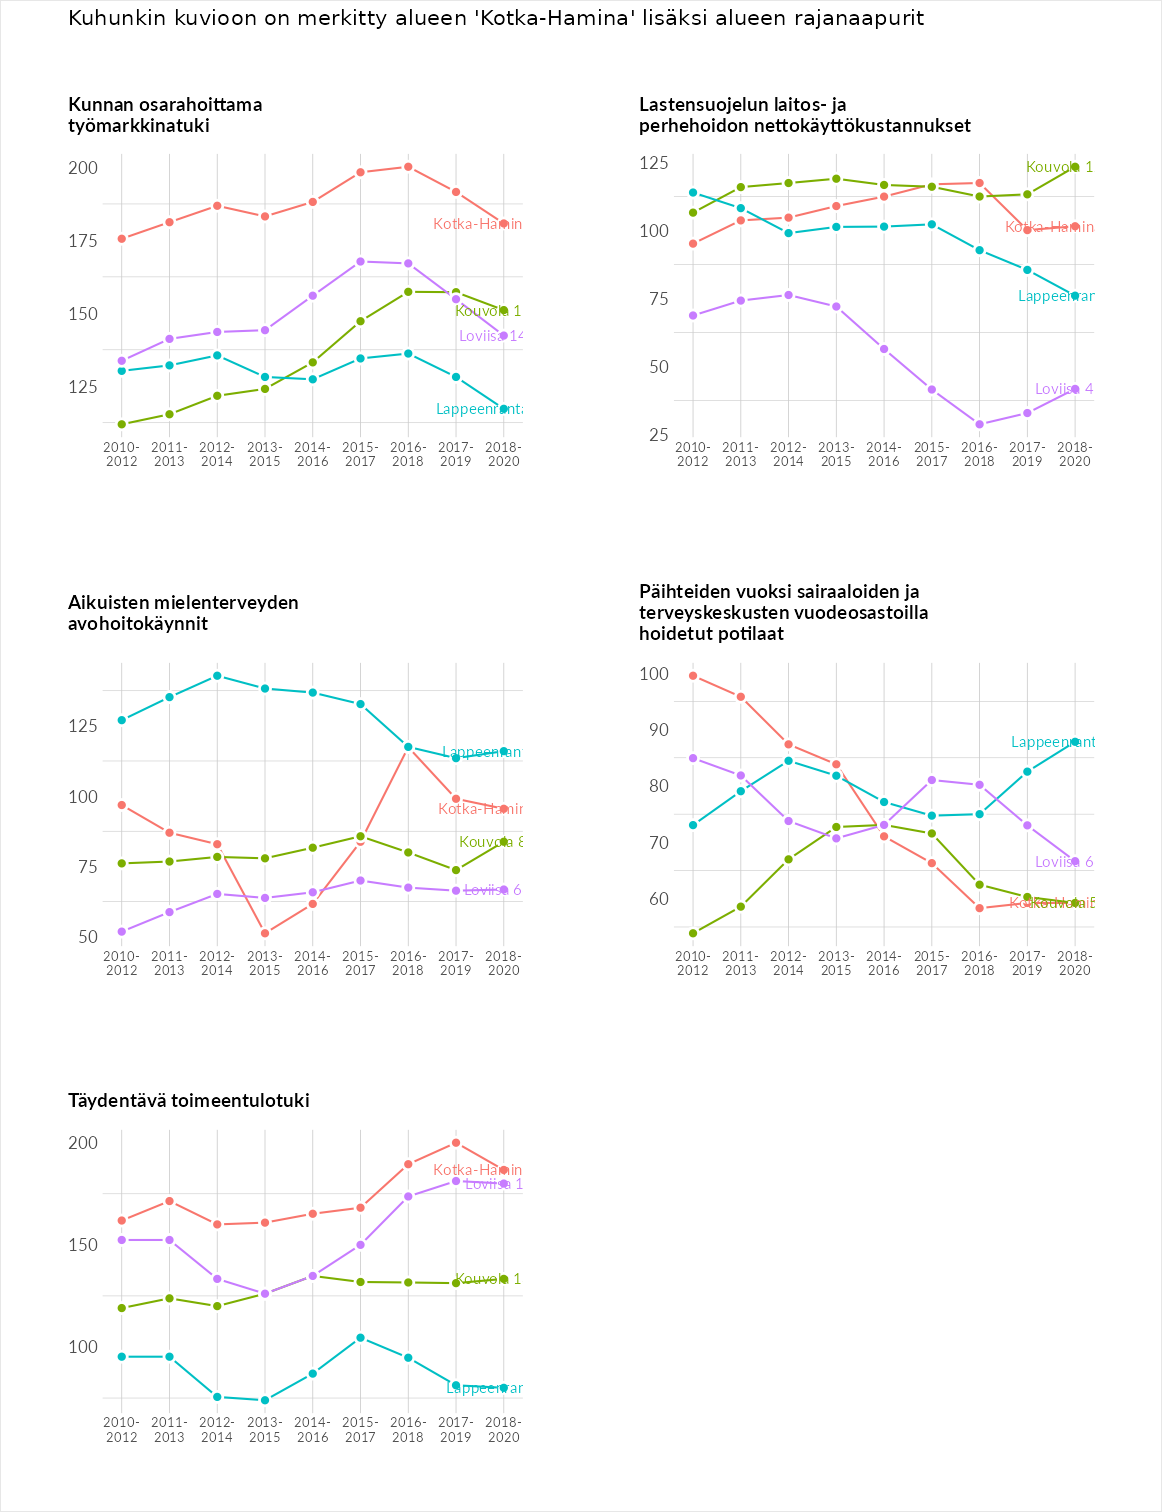 Kuhunkin kuvioon on merkitty alueen 'Kotka-Hamina' lisäksi alueen rajanaapurit
Kunnan osarahoittama
työmarkkinatuki
200
175
150
125
Kotka-Hamin
Kouvola 1
Loviisa 14
Lappeenranta
2010- 2011- 2012- 2013- 2014- 2015- 2016- 2017- 2018-
2012 2013 2014 2015 2016 2017 2018 2019 2020
Lastensuojelun laitos- ja
perhehoidon nettokäyttökustannukset
125
100
75
50
25
Kouvola 1
Kotka-Hamin
Lappeenran
Loviisa 4
2010- 2011- 2012- 2013- 2014- 2015- 2016- 2017- 2018-
2012 2013 2014 2015 2016 2017 2018 2019 2020
Aikuisten mielenterveyden
avohoitokäynnit
125
100
75
50
Lappeenran
Kotka-Hamin
Kouvola 8
Loviisa 6
2010- 2011- 2012- 2013- 2014- 2015- 2016- 2017- 2018-
2012 2013 2014 2015 2016 2017 2018 2019 2020
Päihteiden vuoksi sairaaloiden ja
terveyskeskusten vuodeosastoilla
hoidetut potilaat
100
90
80
70
60
Lappeenrant
Loviisa 6
2010- 2011- 2012- 2013- 2014- 2015- 2016- 2017- 2018-
2012 2013 2014 2015 2016 2017 2018 2019 2020
Täydentävä toimeentulotuki
200
150
100
Kotka-Hamin
Loviisa 1
Kouvola 1
Lappeenran
2010- 2011- 2012- 2013- 2014- 2015- 2016- 2017- 2018-
2012 2013 2014 2015 2016 2017 2018 2019 2020